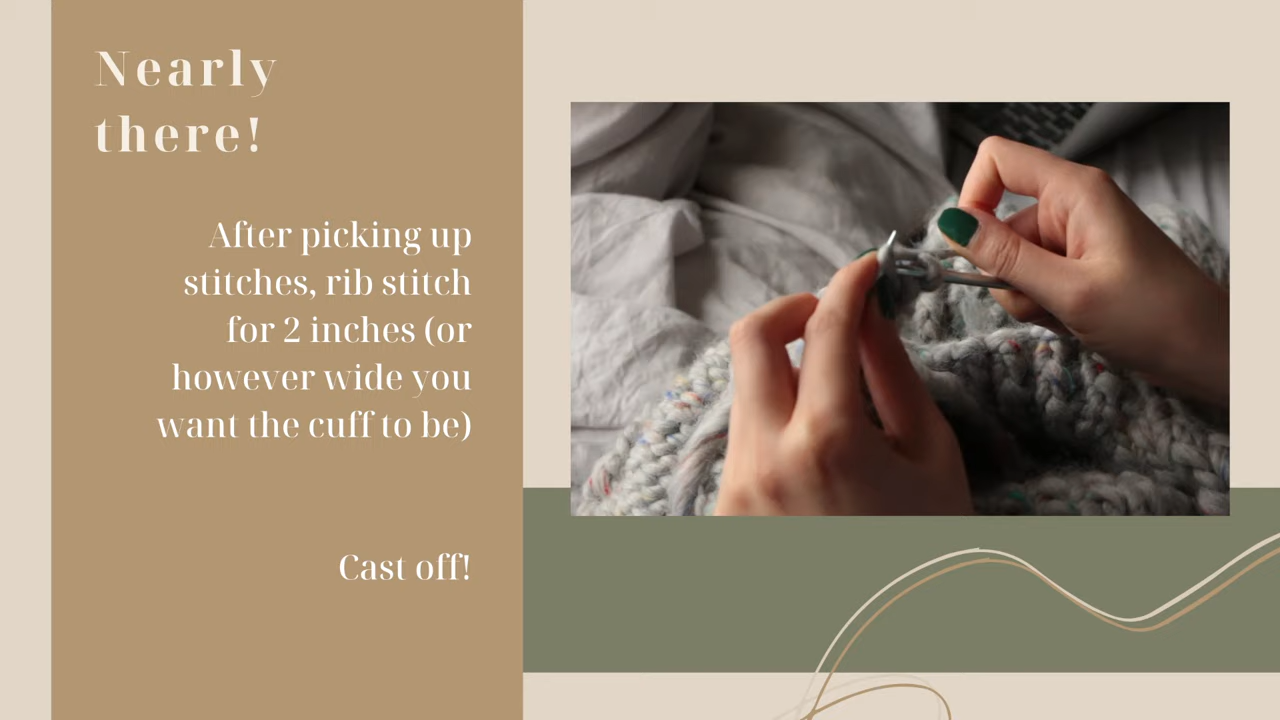 Nearly
there!
After picking up
stitches, rib stitch
for 2 inches (or
however wide you
want the cuff to be)
Cast off!